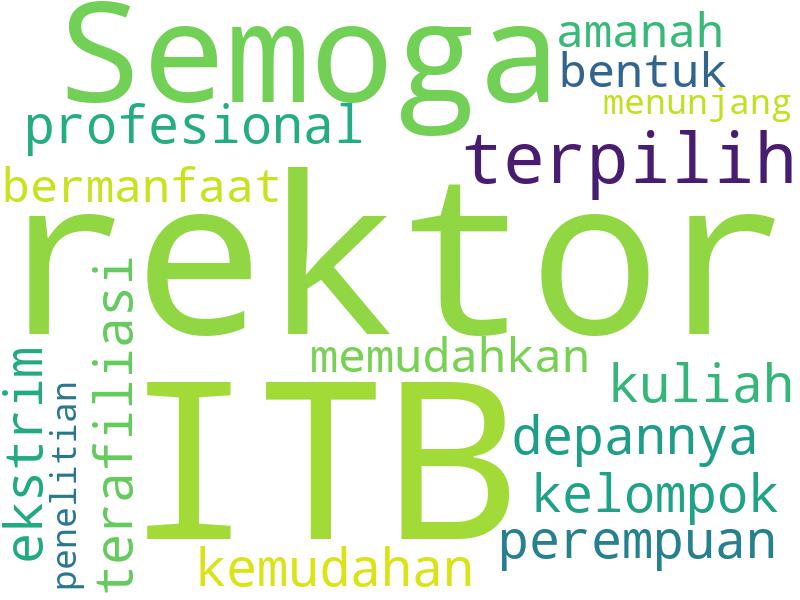 Semoga
amanah
bentuk
menunjang
profesional
terpilih
bermanfaat
rektor
terafiliasi
memudahkan
ekstrim
penelitian
ITB
kuliah
depannya
kelompok
perempuan
kemudahan